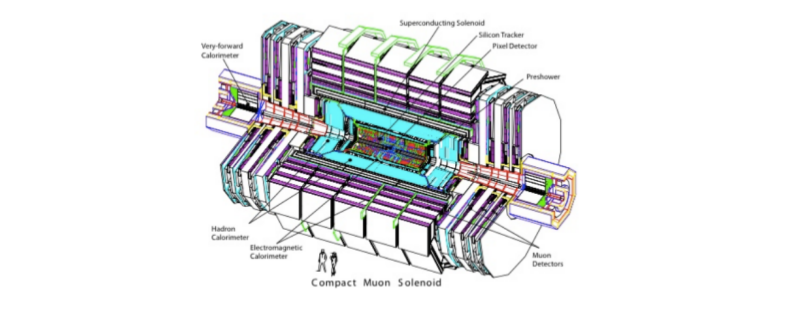 Superconducting Solenoid
Silicon Tracker
Pixel Detector
Very-forward
Calorimeter
Preshower
Hadron
Calorimeter
Electromagnetic
Calorimeter
Muon
Detectors
Compact Muon Solenoid